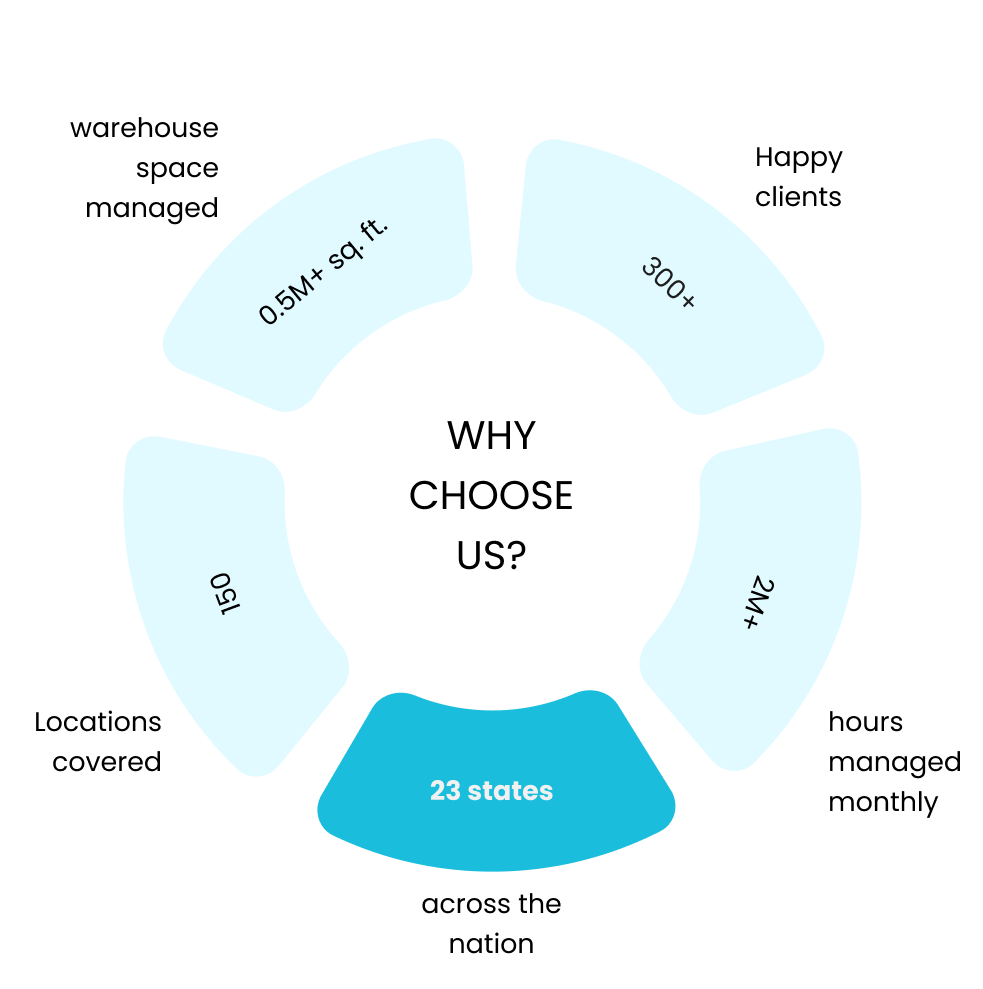 warehouse
space
managed
0.5M+ sq. ft.
Happy
clients
300+
WHY
CHOOSE
US?
150
Locations
covered
2M+
hours
managed
monthly
23 states
across the
nation